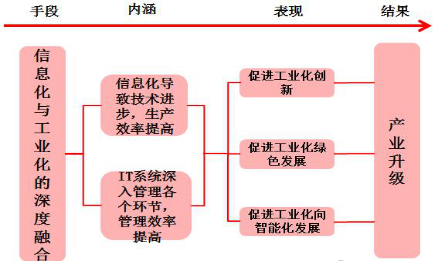 手段
内涵
表现
结果
信息化与工业化的深度融合
信息化导
致技术进
步，生产
效率提高
IT系统深
入管理各
个环节，
管理效率
提高
促进工业化创
新
促进工业化绿
色发展
促进工业化向
智能化发展
产业升级